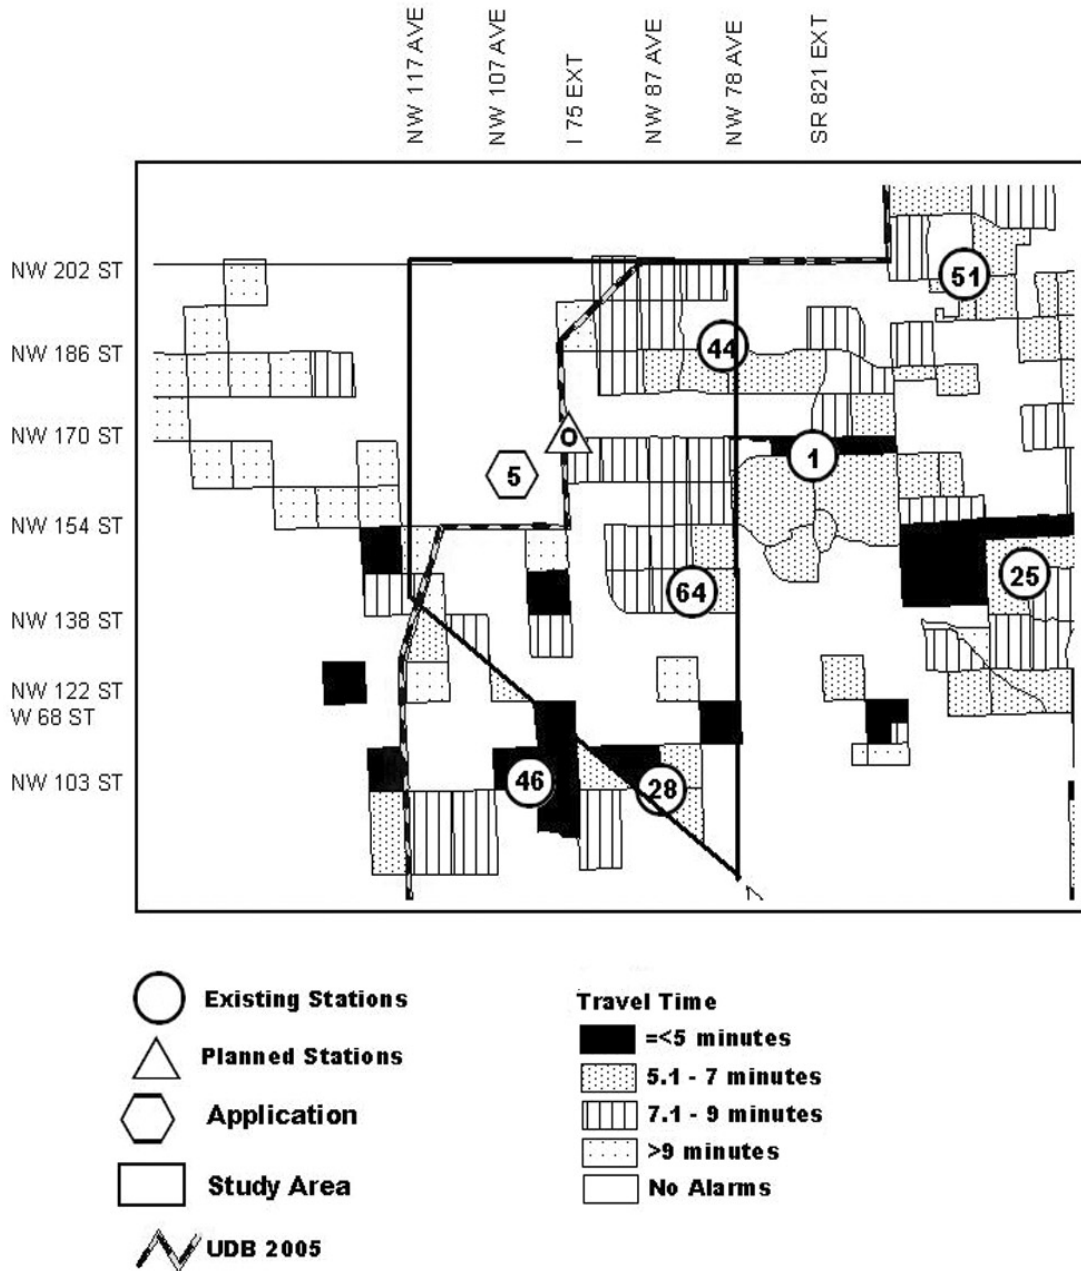 NW 117 AVE
NW 107 AVE
I 75 EXT
NW 87 AVE
NW 78 AVE
SR 821 EXT
NW 202 ST
51
NW 186 ST
44
NW 170 ST
O
1
5
NW 154 ST
25
64
NW 138 ST
NW 122 ST
W 68 ST
NW 103 ST
46
28
Existing Stations
Planned Stations
Application
Study Area
UDB 2005
Travel Time
=<5 minutes
5.1 - 7 minutes
7.1 - 9 minutes
>9 minutes
No Alarms